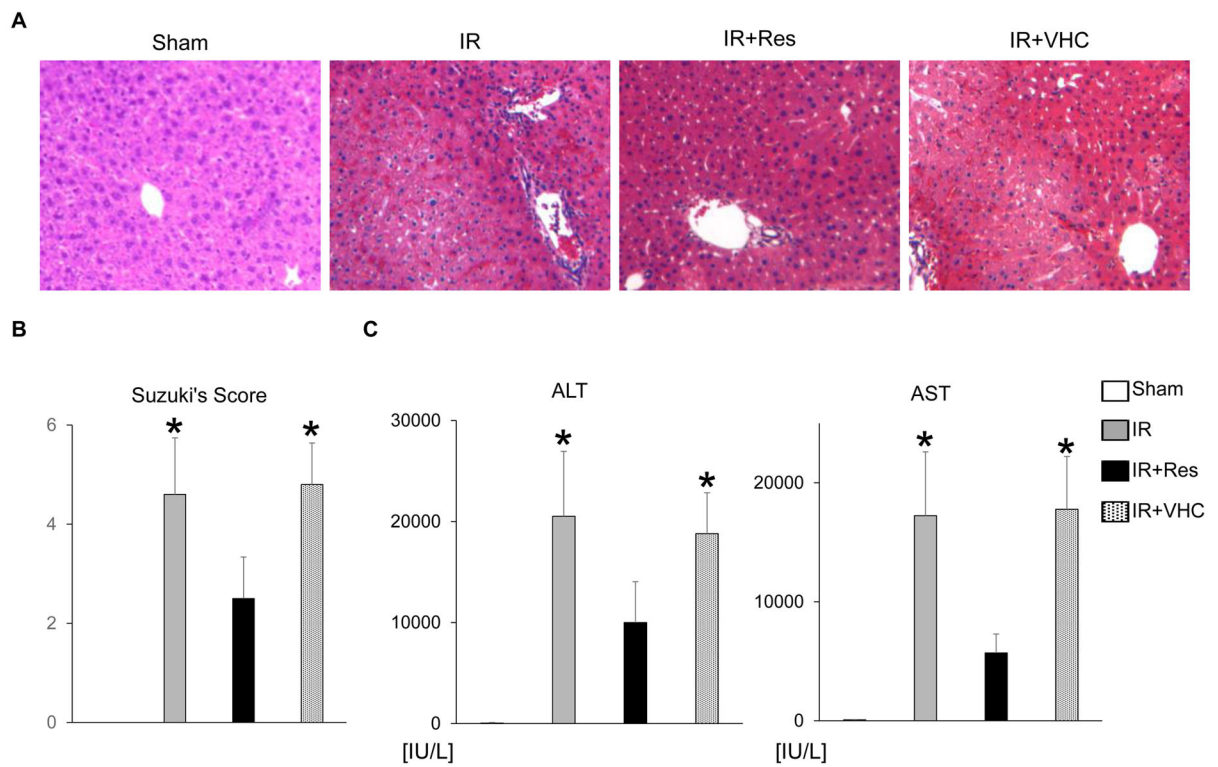 A
Sham
IR
IR+Res
IR+VHC
B
C
Suzuki's Score
6
4
2
0
*
*
ALT
30000
20000
10000
0
*
*
[IU/L]
AST
20000
10000
0
*
*
[IU/L]
Sham
IR
IR+Res
IR+VHC